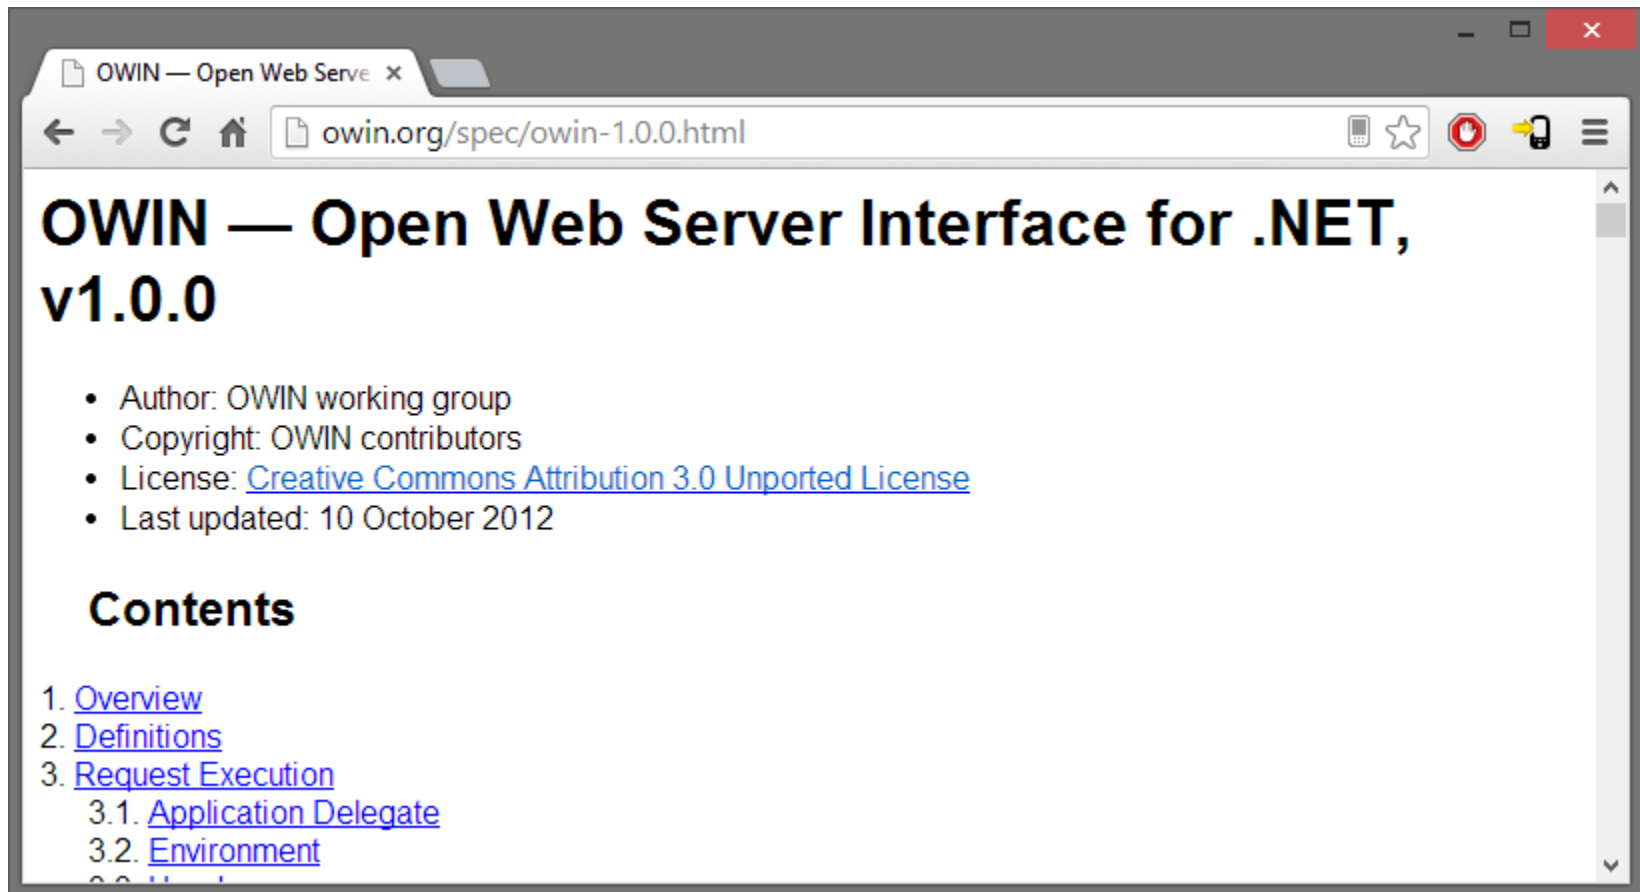 OWIN — Open Web Serve
owin.org/spec/owin-1.0.0.html
OWIN — Open Web Server Interface for .NET,
v1.0.0
• Author: OWIN working group
• Copyright: OWIN contributors
• License: Creative Commons Attribution 3.0 Unported License
• Last updated: 10 October 2012
Contents
1. Overview
2. Definitions
3. Request Execution
3.1. Application Delegate
3.2. Environment